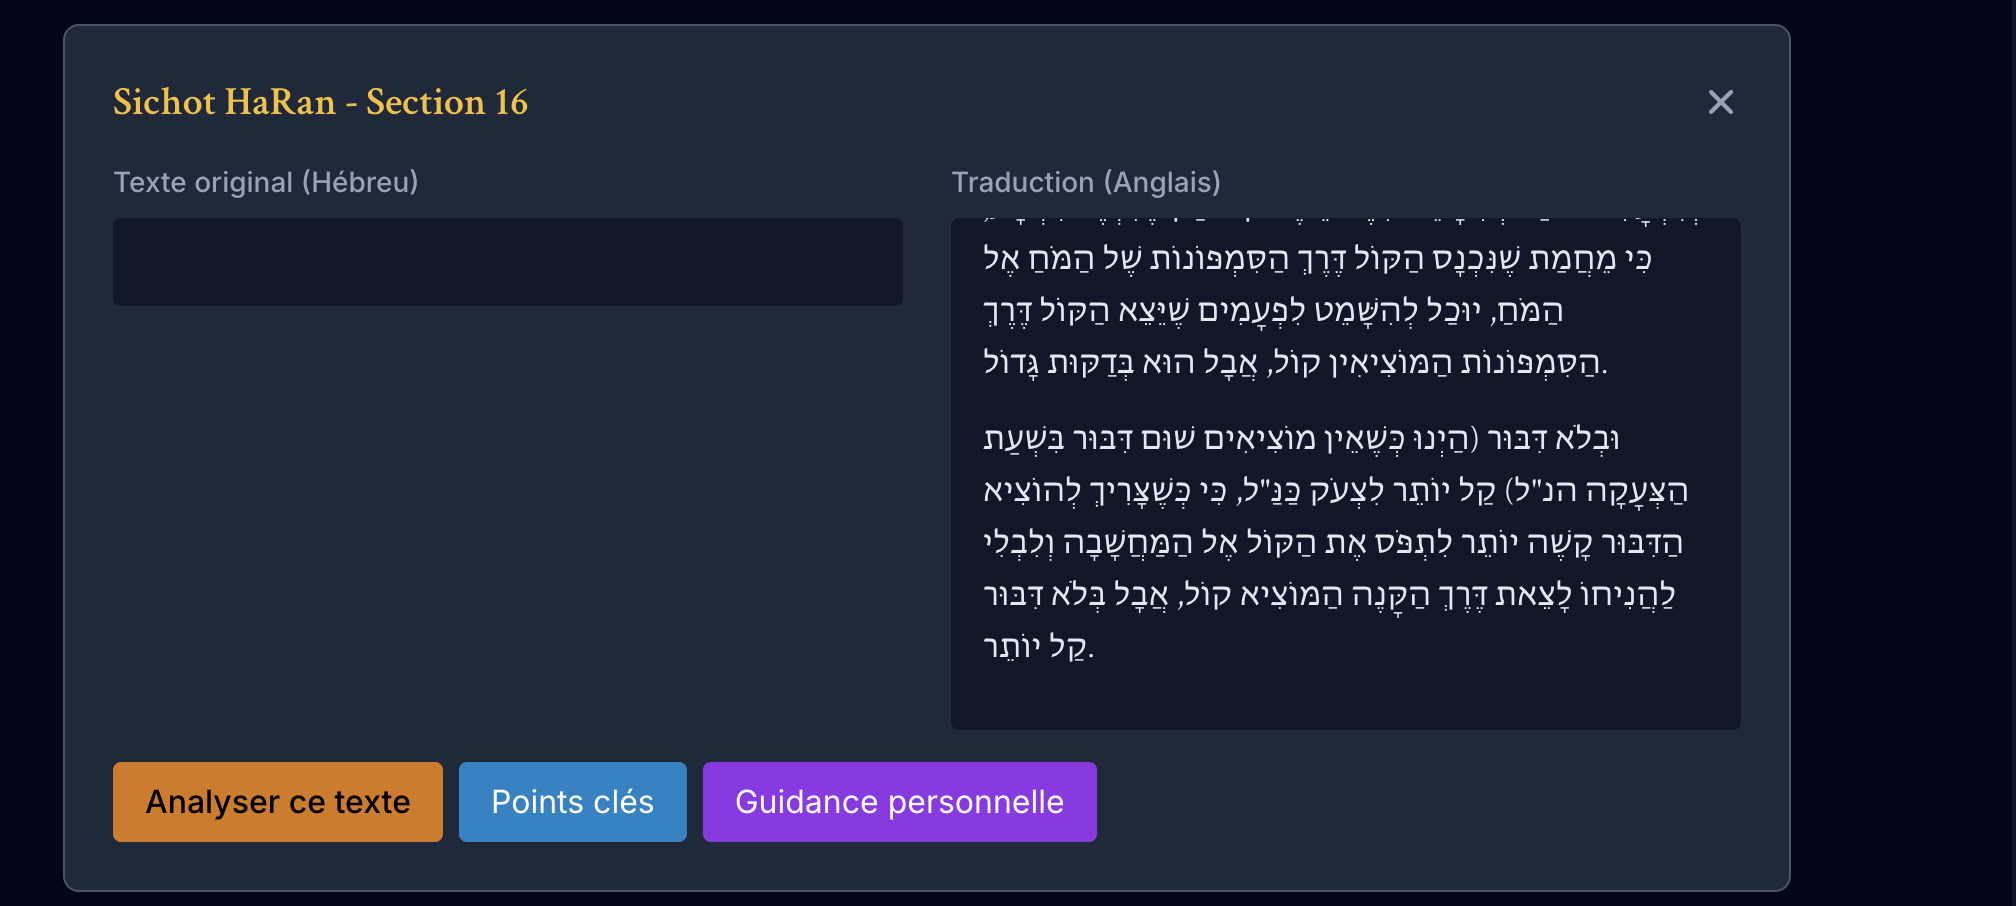 Sichot HaRan - Section 16
Texte original (Hébreu)
Traduction (Anglais)
כִּי מֵחֲמַת שֶׁנִּכְנָס הַקּוֹל דֶּרֶךְ הַסִּמְפּוֹנוֹת שֶׁל הַמֹּחַ אֶל
הַמֹּחַ, יוּכַל לְהִשָּׁמֵט לִפְעָמִים שֶׁיֵּצֵא הַקּוֹל דֶּרֶךְ
הַסִּמְפּוֹנוֹת הַמּוֹצִיאִין קוֹל, אֲבָל הוּא בְּדַקּוּת גָּדוֹל.
וּבְלֹא דִּבּוּר (הַיְנוּ כְּשֶׁאֵין מוֹצִיאִים שׁוּם דִּבּוּר בִּשְׁעַת
הַצְּעָקָה הנ"ל) קַל יוֹתֵר לִצְעֹק כַּנַּ"ל, כִּי כְּשֶׁצָּרִיךְ לְהוֹצִיא
הַדִּבּוּר קָשֶׁה יוֹתֵר לִתְפֹּס אֶת הַקּוֹל אֶל הַמַּחֲשָׁבָה וְלִבְלִי
לַהֲנִיחוֹ לָצֵאת דֶּרֶךְ הַקָּנֶה הַמּוֹצִיא קוֹל, אֲבָל בְּלֹא דִּבּוּר
קַל יוֹתֵר.
Analyser ce texte
Points clés
Guidance personnelle